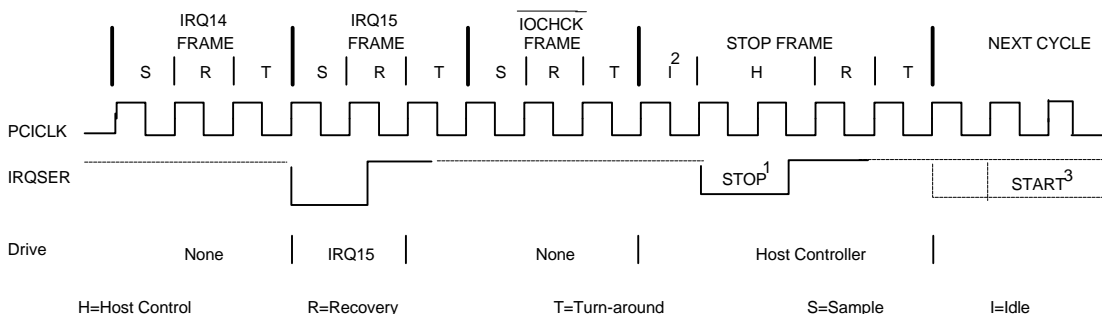 IRQ14 IRQ15 IOCHCK
FRAME FRAME FRAME STOP FRAME NEXT CYCLE
S R T S R T S R T I2 H R T
PCICLK
IRQSER STOP1 START3
Drive None IRQ15 None Host Controller
H=Host Control R=Recovery T=Turn-around S=Sample I=Idle